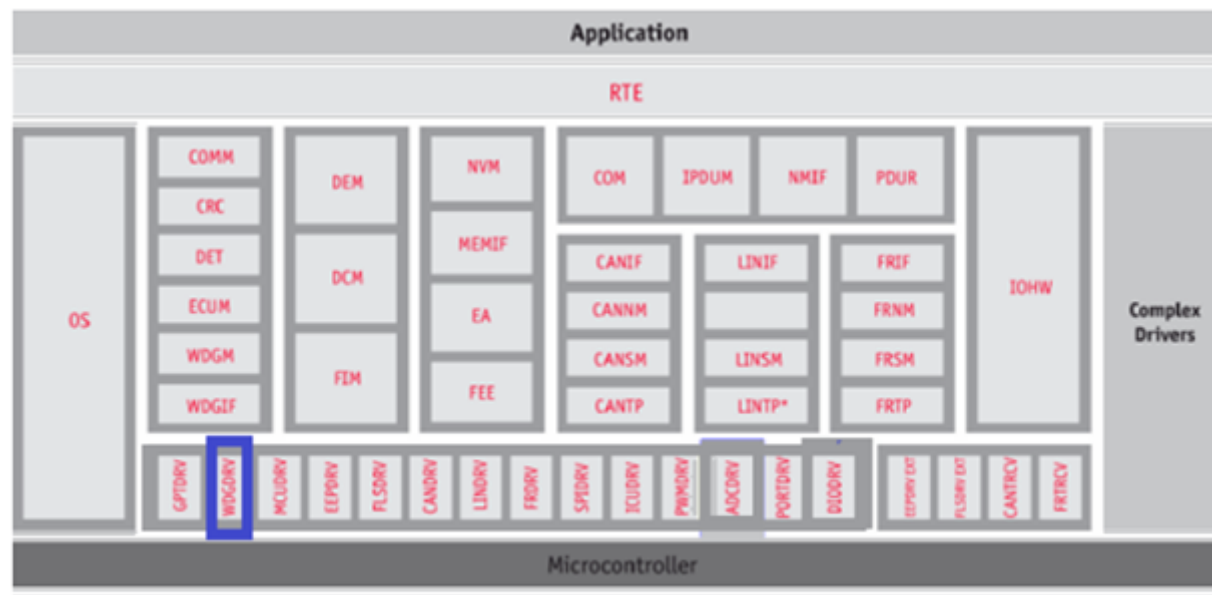 Application
RTE
OS
COMM
CRC
DET
ECUM
WDGM
WDGIF
DEM
DCM
FIM
NVM
MEMIF
EA
FEE
COM
IPDUM
NMIF
PDUR
CANIF
CANNM
CANSM
CANTP
LINIF
LINSM
LINTP*
FRIF
FRNM
FRSM
FRTP
IOHW
Complex
Drivers
GPTDRV
WDGDRV
MCUDRV
EEPDRV
FLSDRV
CANDRV
LINDRV
FRDRV
SPIDRV
ICUDRV
PWMDRV
ADCDRV
PORTDRV
DIODRV
EEPDRV EXT
FLSDRV EXT
CANTRCV
FRTRCV
Microcontroller